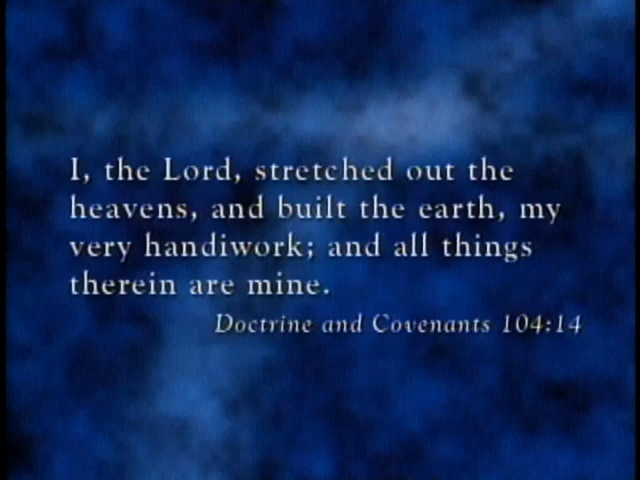 I, the Lord, stretched out the
heavens, and built the earth, my
very handiwork; and all things
therein are mine.
Doctrine and Covenants 104:14